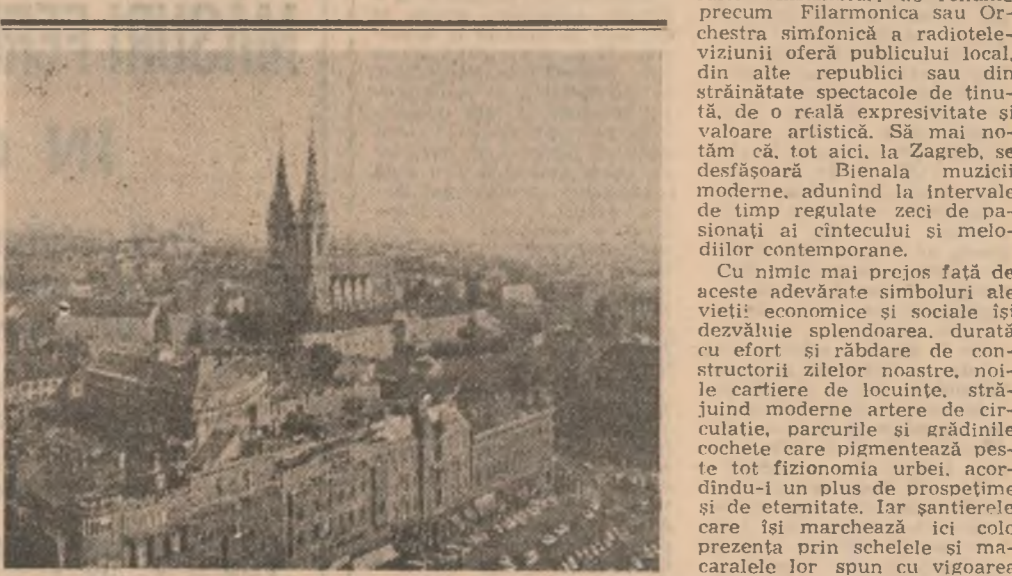 precum Filarmonica sau Or-
chestra simfonică a radiotele-
viziunii oferă publicului local,
din alte republici sau din
străinătate spectacole de ținu-
tă, de o reală expresivitate și
valoare artistică. Să mai no-
tăm că, tot aici, la Zagreb, se
desfășoară Bienala muzicii
moderne, adunînd la intervale
de timp regulate zeci de pa-
sionați ai cîntecului și melo-
diilor contemporane.
Cu nimic mai prejos față de
aceste adevărate simboluri ale
vieții economice și sociale își
dezvăluie splendoarea, durată
cu efort și răbdare de con-
structorii zilelor noastre, noi-
le cartiere de locuințe, stră-
juind moderne artere de cir-
culație, parcurile și grădinile
cochete care pigmentează pes-
te tot fizionomia urbei, acor-
dîndu-i un plus de prospețime
și de eternitate. Iar șantierele
care își marchează ici colo
prezența prin schelele și ma-
caralele lor spun cu vigoarea